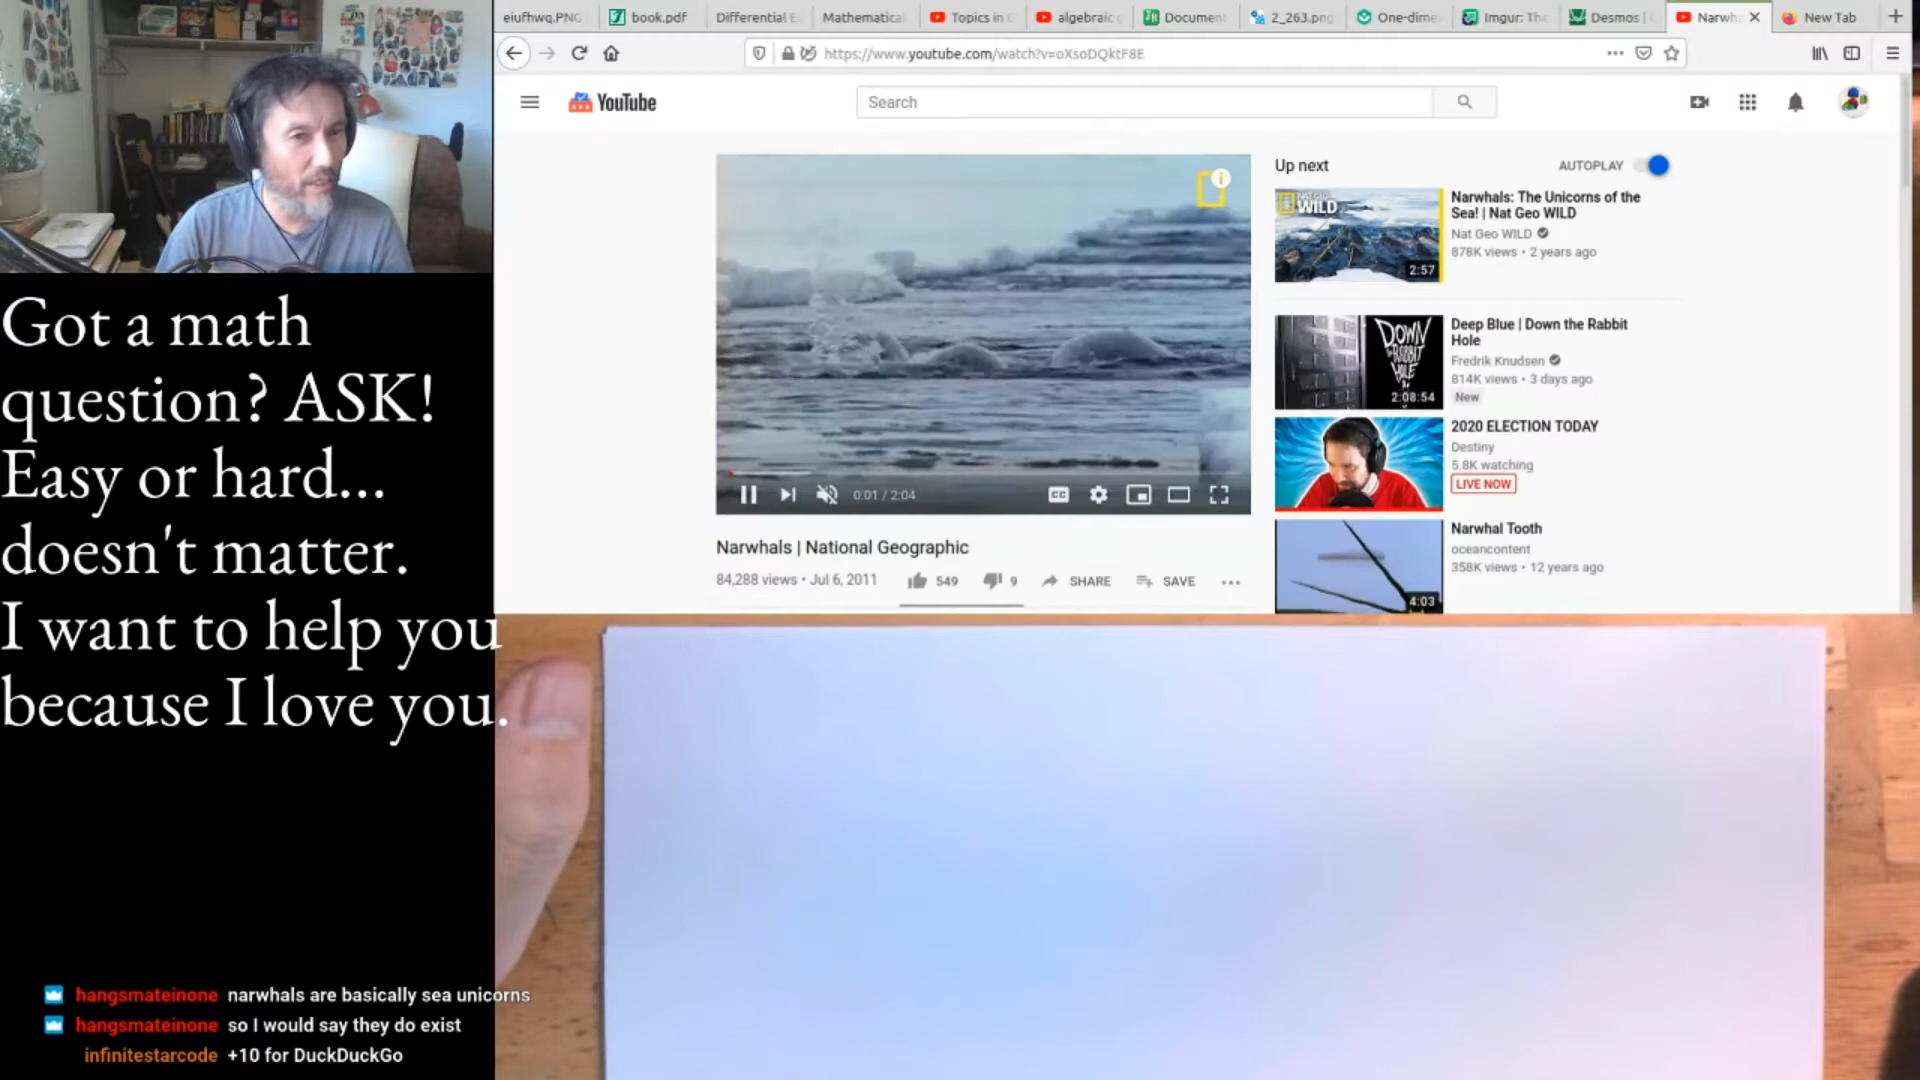 eiufhwq.PNG
book.pdf
Differential E
Mathematical
Topics in
algebraic
Document
2_263.png
One-dime
Imgur: The
Desmos |
Narwh
New Tab
https://www.youtube.com/watch?v=oXsoDQktF8E
YouTube
Search
Up next
AUTOPLAY
NAT GEO
WILD
2:57
Narwhals: The Unicorns of the
Sea! | Nat Geo WILD
Nat Geo WILD
878K views • 2 years ago
DOWN
THE
RABBIT
HOLE
2:08:54
Deep Blue | Down the Rabbit
Hole
Fredrik Knudsen
814K views • 3 days ago
New
2020 ELECTION TODAY
Destiny
5.8K watching
LIVE NOW
4:03
Narwhal Tooth
oceancontent
358K views • 12 years ago
0:01 / 2:04
CC
Narwhals | National Geographic
84,288 views • Jul 6, 2011
549
9
SHARE
SAVE
Got a math
question? ASK!
Easy or hard...
doesn't matter.
I want to help you
because I love you.
hangsmateinone narwhals are basically sea unicorns
hangsmateinone so I would say they do exist
infinitestarcode +10 for DuckDuckGo